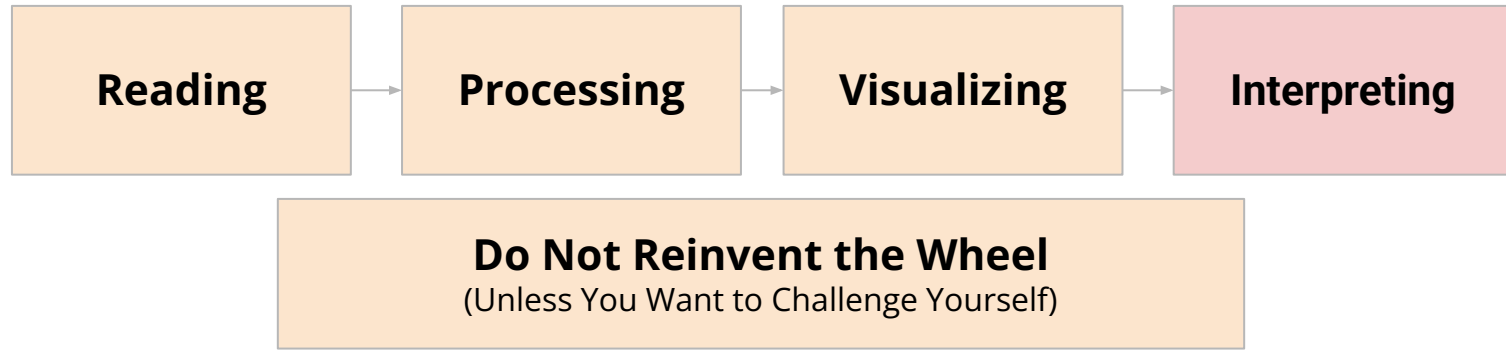 Reading
Processing
Visualizing
Interpreting
Do Not Reinvent the Wheel
(Unless You Want to Challenge Yourself)